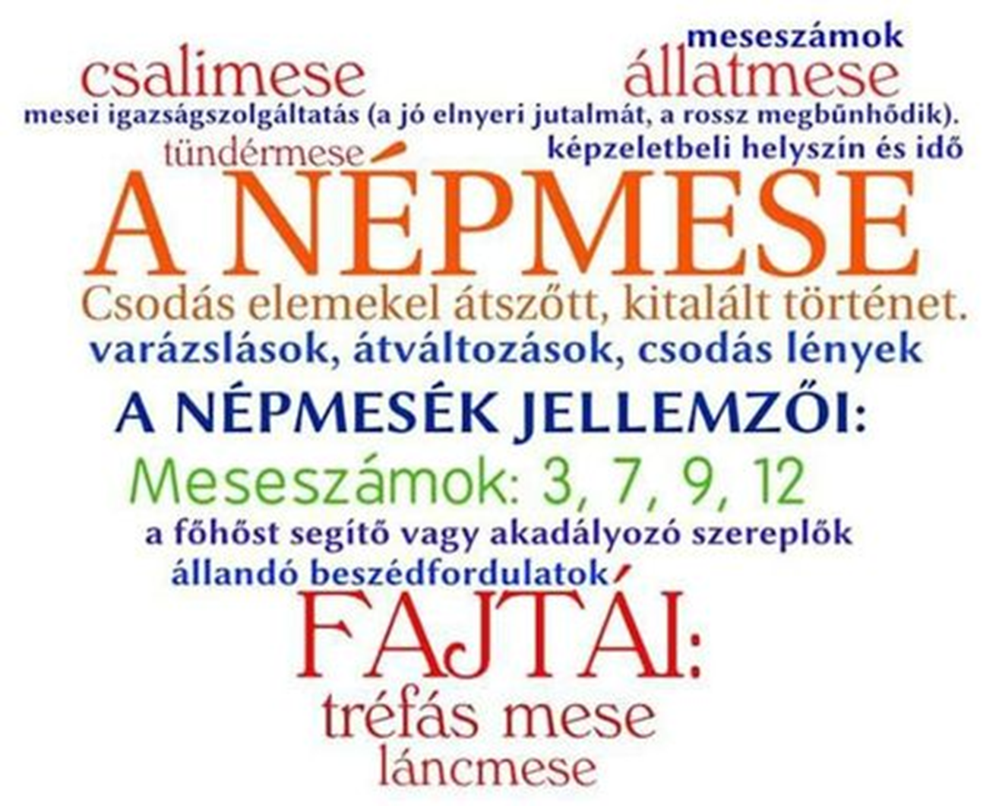 meseszámok
csalimese állatmese
mesei igazságszolgáltatás (a jó elnyeri jutalmát, a rossz megbűnhődik).
tündérmese képzeletbeli helyszín és idő
A NÉPMESE
Csodás elemekel átszőtt, kitalált történet.
varázslások, átváltozások, csodás lények
A NÉPMESÉK JELLEMZŐI:
Meseszámok: 3, 7, 9, 12
a főhőst segítő vagy akadályozó szereplők
állandó beszédfordulatok
FAJTÁI:
tréfás mese
láncmese